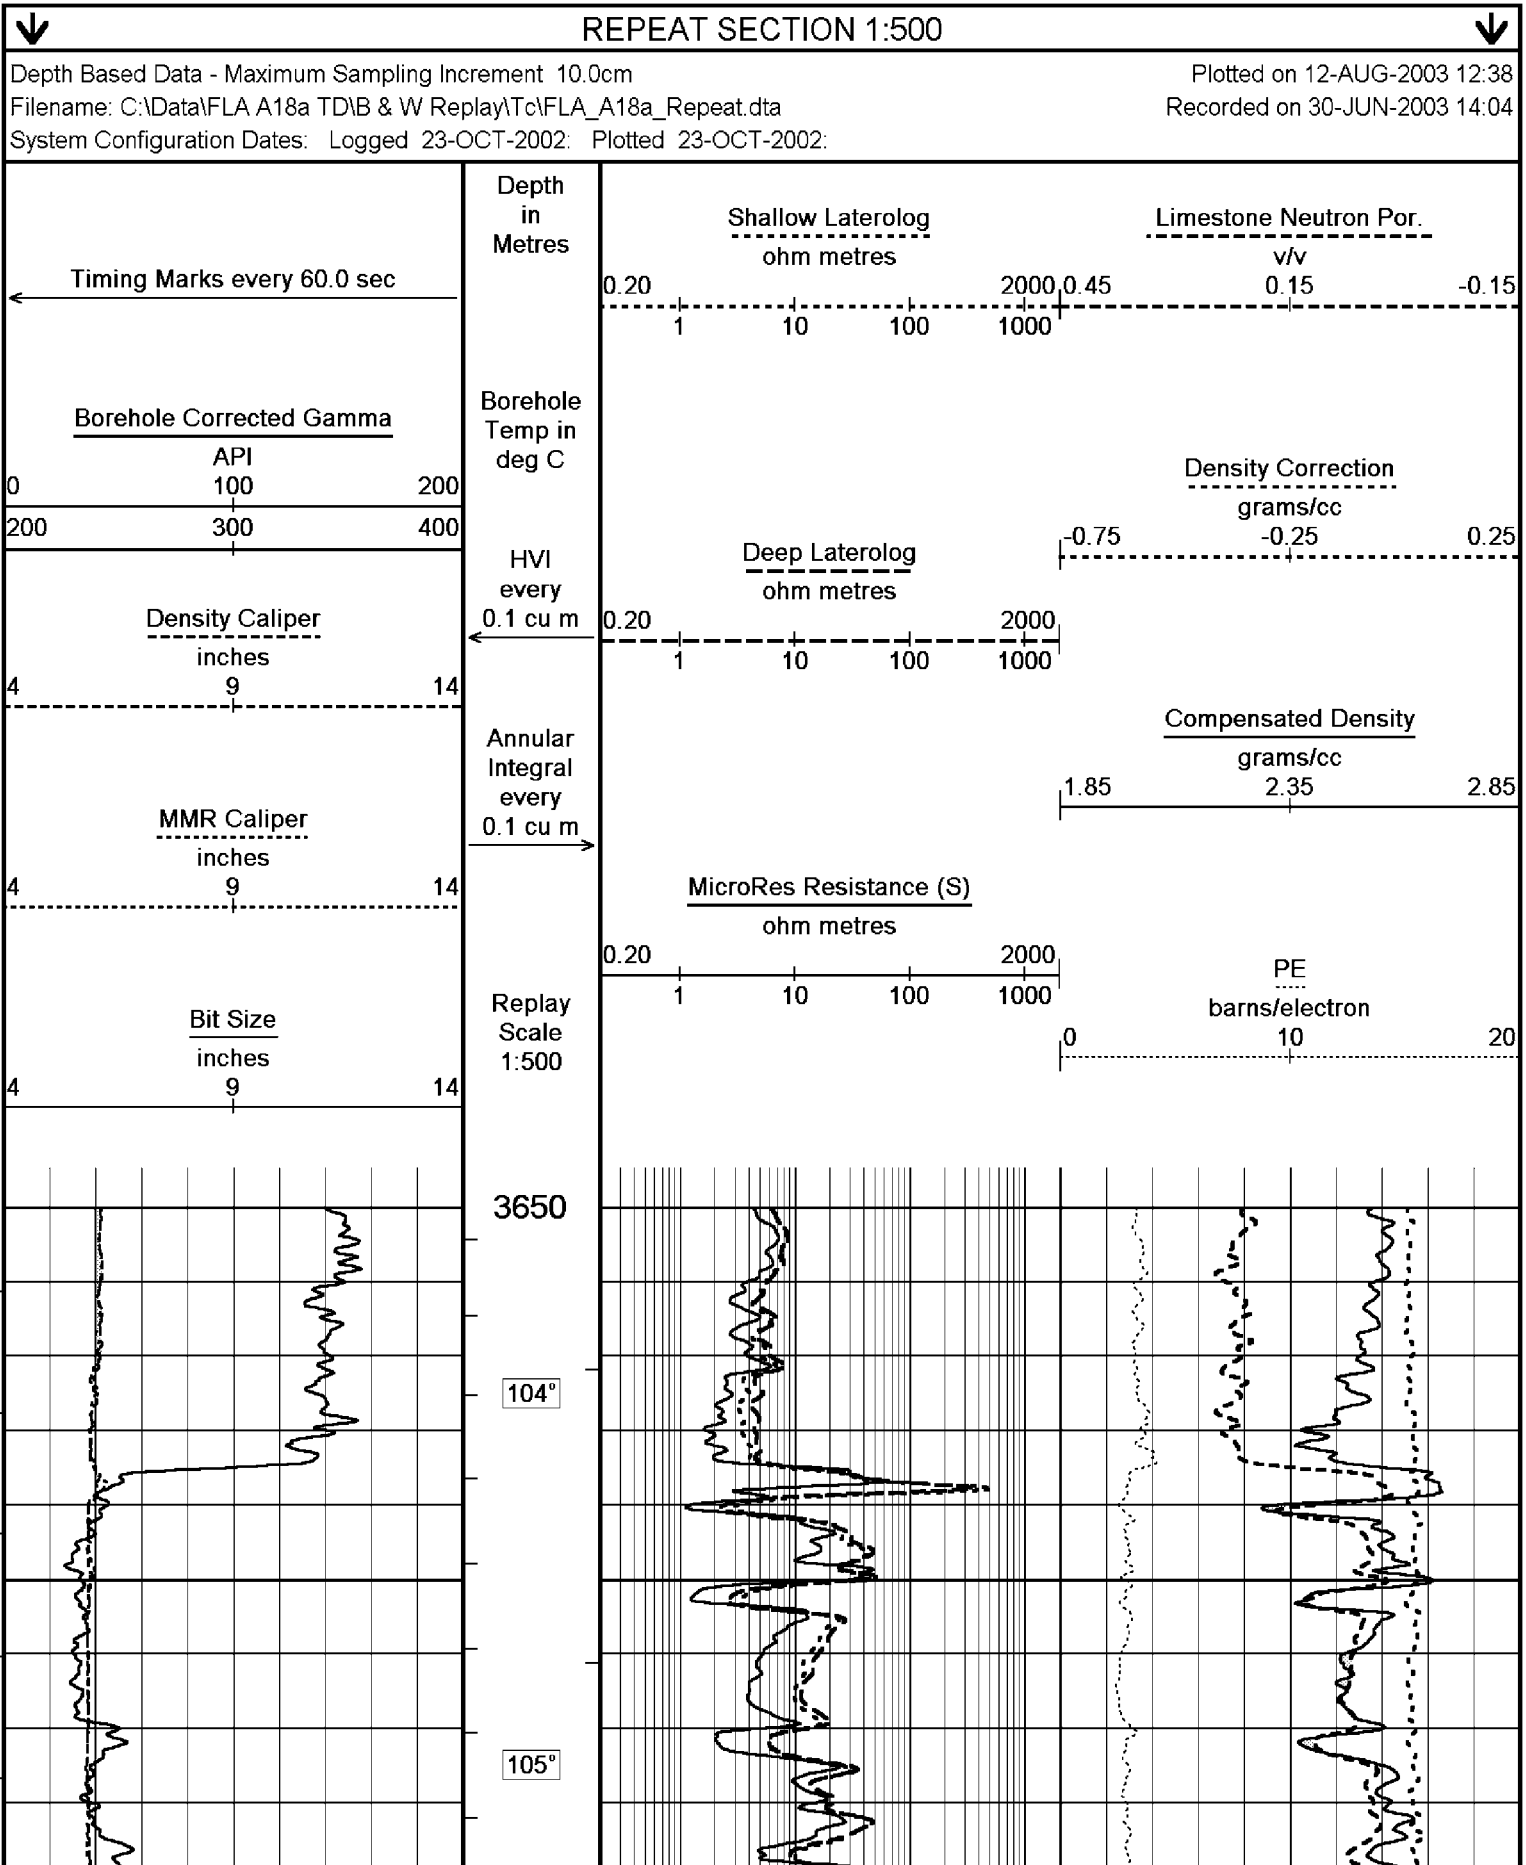 REPEAT SECTION 1:500
Depth Based Data - Maximum Sampling Increment 10.0cm
Plotted on 12-AUG-2003 12:38
Filename: C:\Data\FLA A18a TD\B & W Replay\Tc\FLA_A18a_Repeat.dta
Recorded on 30-JUN-2003 14:04
System Configuration Dates: Logged 23-OCT-2002: Plotted 23-OCT-2002:
Timing Marks every 60.0 sec
Borehole Corrected Gamma
API
0 100 200
200 300 400
Density Caliper
inches
4 9 14
MMR Caliper
inches
4 9 14
Bit Size
inches
4 9 14
Depth
in
Metres
Borehole
Temp in
deg C
HVI
every
0.1 cu m
Annular
Integral
every
0.1 cu m
Replay
Scale
1:500
Shallow Laterolog
ohm metres
0.20 2000
1 10 100 1000
Deep Laterolog
ohm metres
0.20 2000
1 10 100 1000
MicroRes Resistance (S)
ohm metres
0.20 2000
1 10 100 1000
Limestone Neutron Por.
v/v
0.45 0.15 -0.15
Density Correction
grams/cc
-0.75 -0.25 0.25
Compensated Density
grams/cc
1.85 2.35 2.85
PE
barns/electron
0 10 20
3650
104°
105°